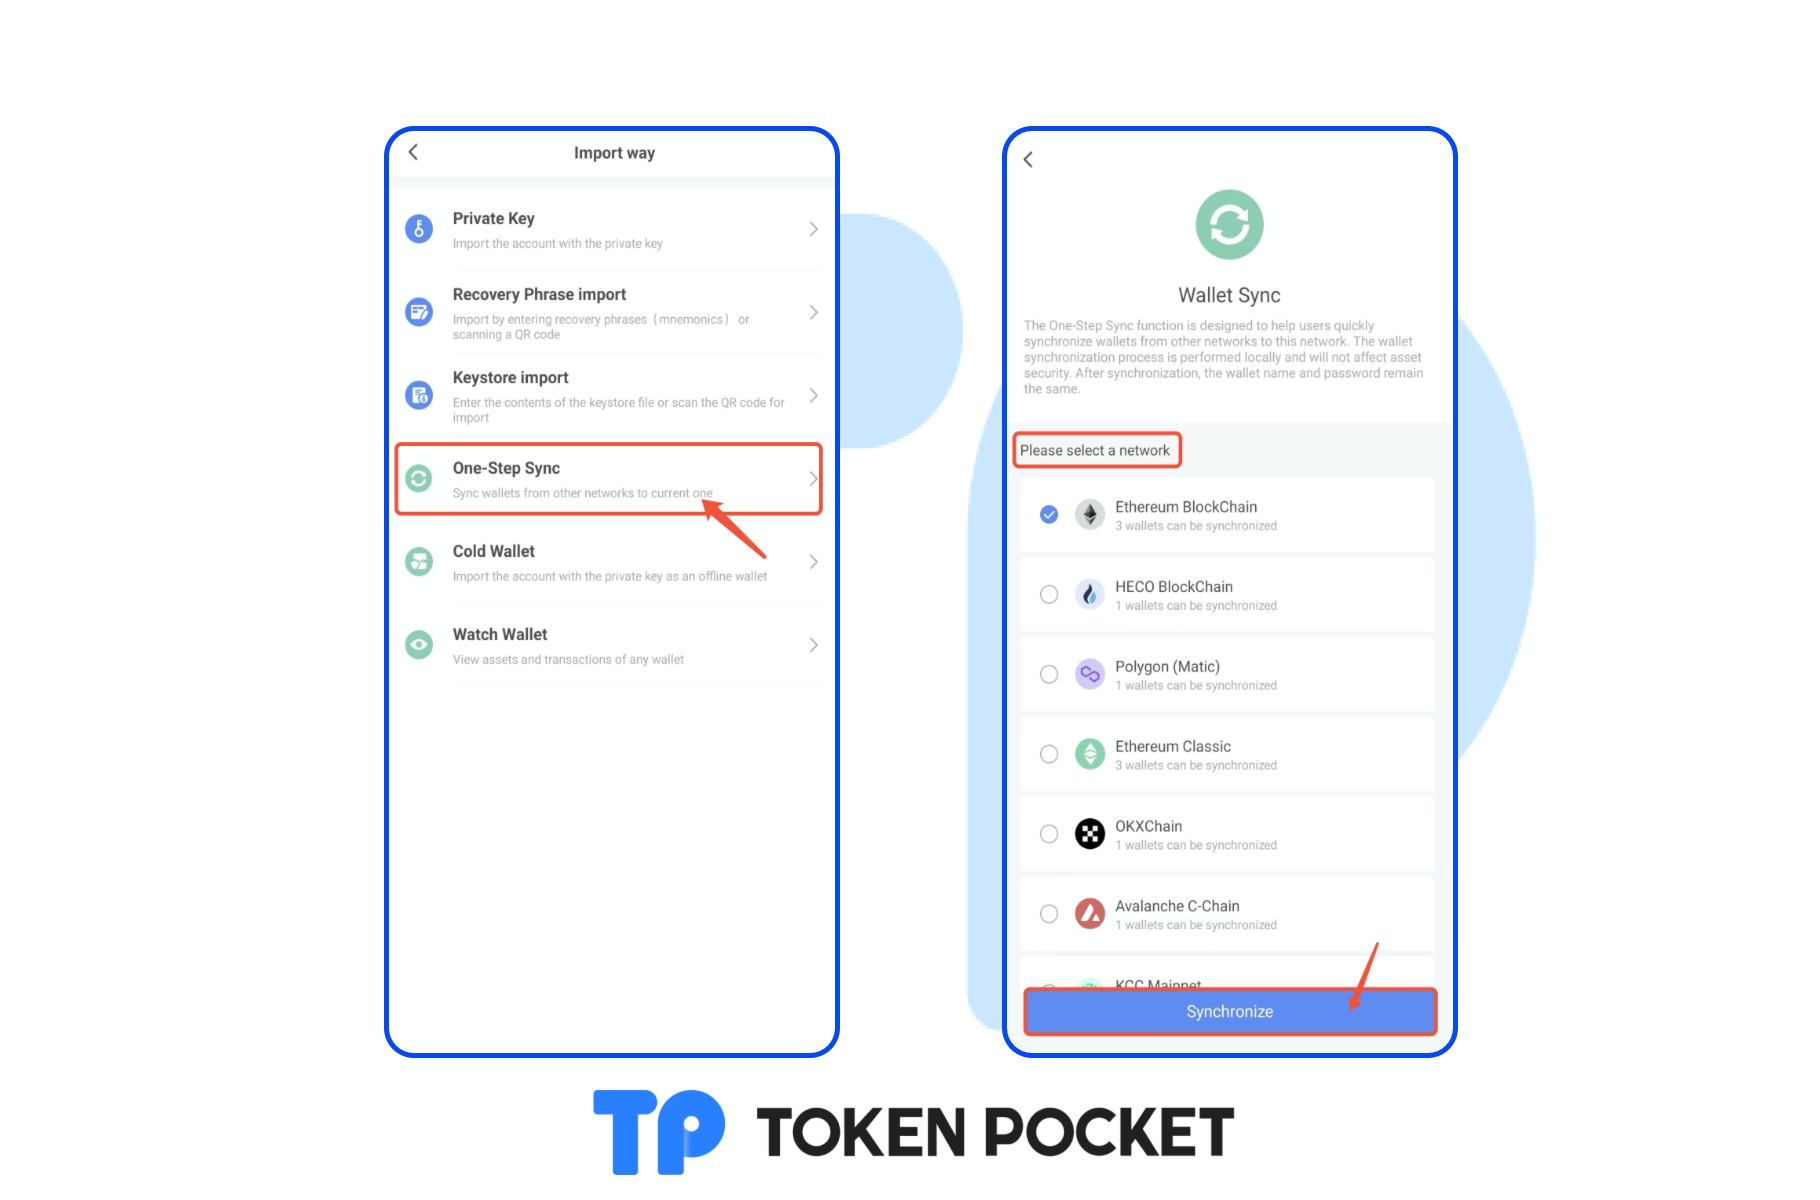 Import way
Private Key
Import the account with the private key
Recovery Phrase import
Import by entering recovery phrases（mnemonics） or
scanning a QR code
Keystore import
Enter the contents of the keystore file or scan the QR code for
import
One-Step Sync
Sync wallets from other networks to current one
Cold Wallet
Import the account with the private key as an offline wallet
Watch Wallet
View assets and transactions of any wallet
Wallet Sync
The One-Step Sync function is designed to help users quickly
synchronize wallets from other networks to this network. The wallet
synchronization process is performed locally and will not affect asset
security. After synchronization, the wallet name and password remain
the same.
Please select a network
Ethereum BlockChain
3 wallets can be synchronized
HECO BlockChain
1 wallets can be synchronized
Polygon (Matic)
1 wallets can be synchronized
Ethereum Classic
3 wallets can be synchronized
OKXChain
1 wallets can be synchronized
Avalanche C-Chain
1 wallets can be synchronized
KCC Mainnet
Synchronize
TP TOKEN POCKET